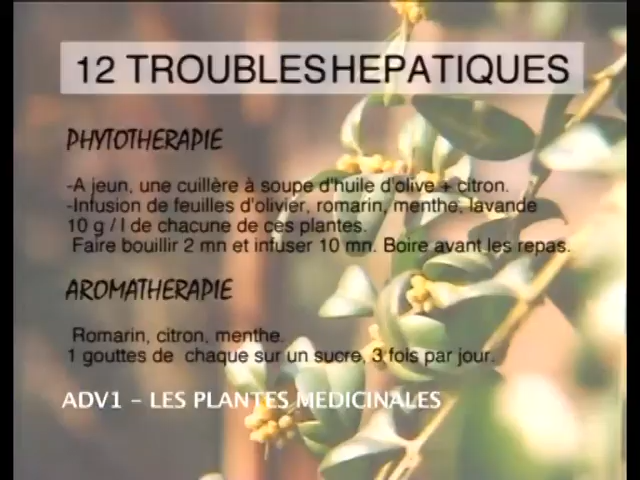 12 TROUBLES HEPATIQUES
PHYTOTHERAPIE
-A jeun, une cuillère à soupe d'huile d'olive + citron.
-Infusion de feuilles d'olivier, romarin, menthe, lavande
10 g / l de chacune de ces plantes.
Faire bouillir 2 mn et infuser 10 mn. Boire avant les repas.
AROMATHERAPIE
Romarin, citron, menthe.
1 gouttes de chaque sur un sucre, 3 fois par jour.
ADV1 - LES PLANTES MEDICINALES